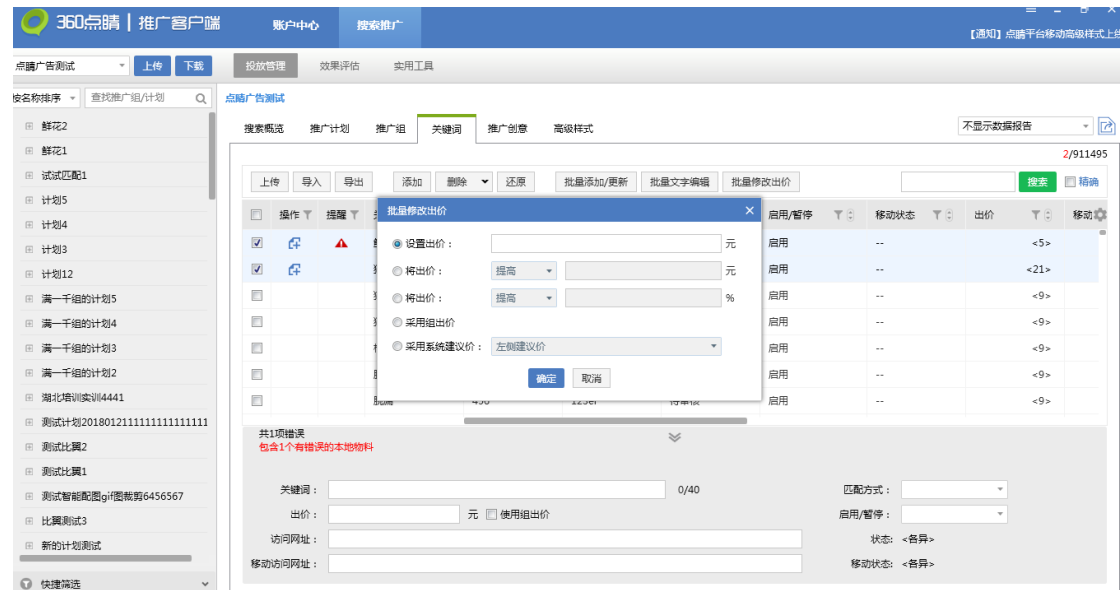 360点睛 | 推广客户端
账户中心
搜索推广
【通知】点睛平台移动高级样式上线
点睛广告测试
上传
下载
投放管理
效果评估
实用工具
按名称排序
查找推广组/计划
点睛广告测试
搜索概览
推广计划
推广组
关键词
推广创意
高级样式
不显示数据报告
2/911495
上传
导入
导出
添加
删除
还原
批量添加/更新
批量文字编辑
批量修改出价
搜索
精确
操作
提醒
启用/暂停
移动状态
出价
移动
启用 -- <5>
启用 -- <21>
启用 -- <9>
启用 -- <9>
启用 -- <9>
启用 -- <9>
启用 -- <9>
批量修改出价
设置出价：
元
将出价：
提高
元
将出价：
提高
%
采用组出价
采用系统建议价：
左侧建议价
确定
取消
鲜花2
鲜花1
试试匹配1
计划5
计划4
计划3
计划12
满一千组的计划5
满一千组的计划4
满一千组的计划3
满一千组的计划2
湖北培训实训4441
测试计划2018012111111111111111
测试比翼2
测试比翼1
测试智能配图gif图裁剪6456567
比翼测试3
新的计划测试
快捷筛选
共1项错误
包含1个有错误的本地物料
关键词：
0/40
匹配方式：
出价：
元
使用组出价
启用/暂停：
访问网址：
状态: <各异>
移动访问网址：
移动状态: <各异>